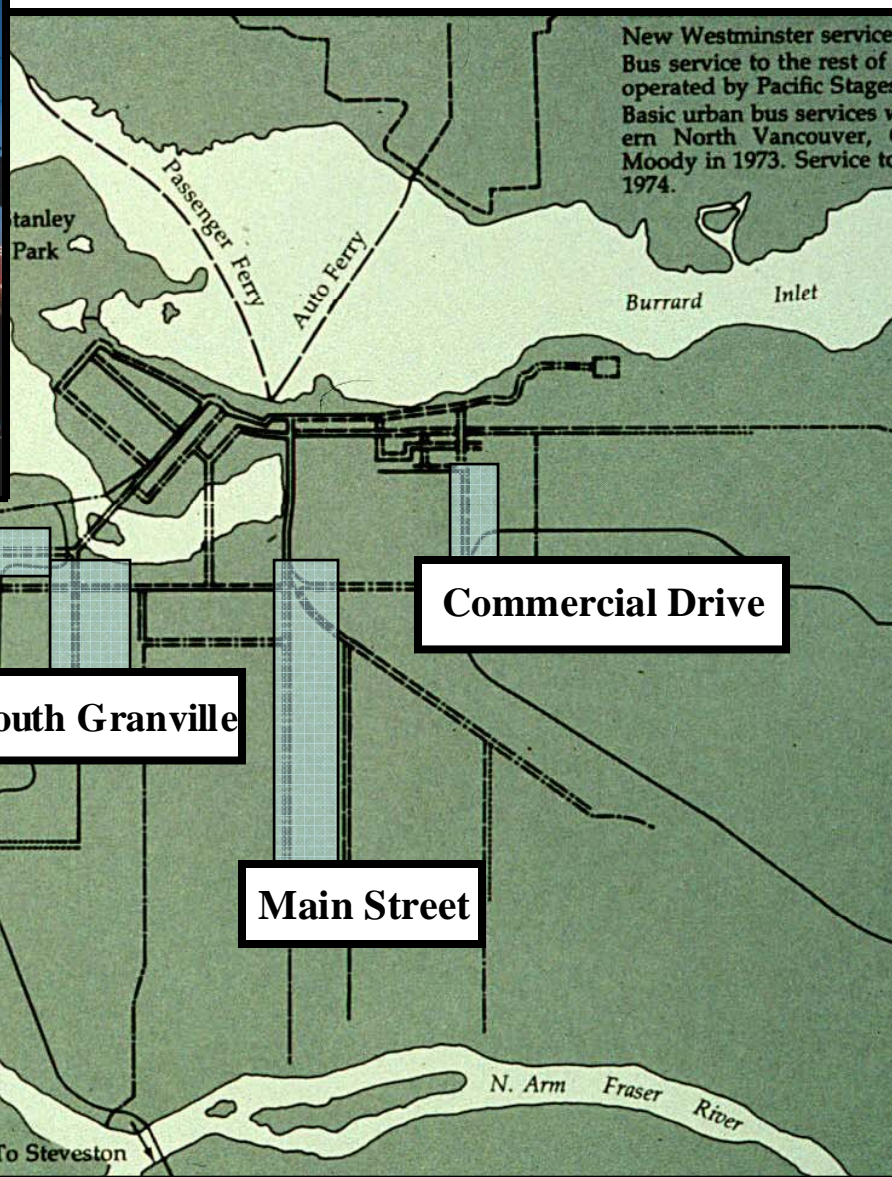 New Westminster service
Bus service to the rest of
operated by Pacific Stages
Basic urban bus services w
ern North Vancouver,
Moody in 1973. Service to
1974.
Passenger Ferry
Auto Ferry
tanley
Park
Burrard Inlet
Commercial Drive
outh Granville
Main Street
N. Arm Fraser River
To Steveston